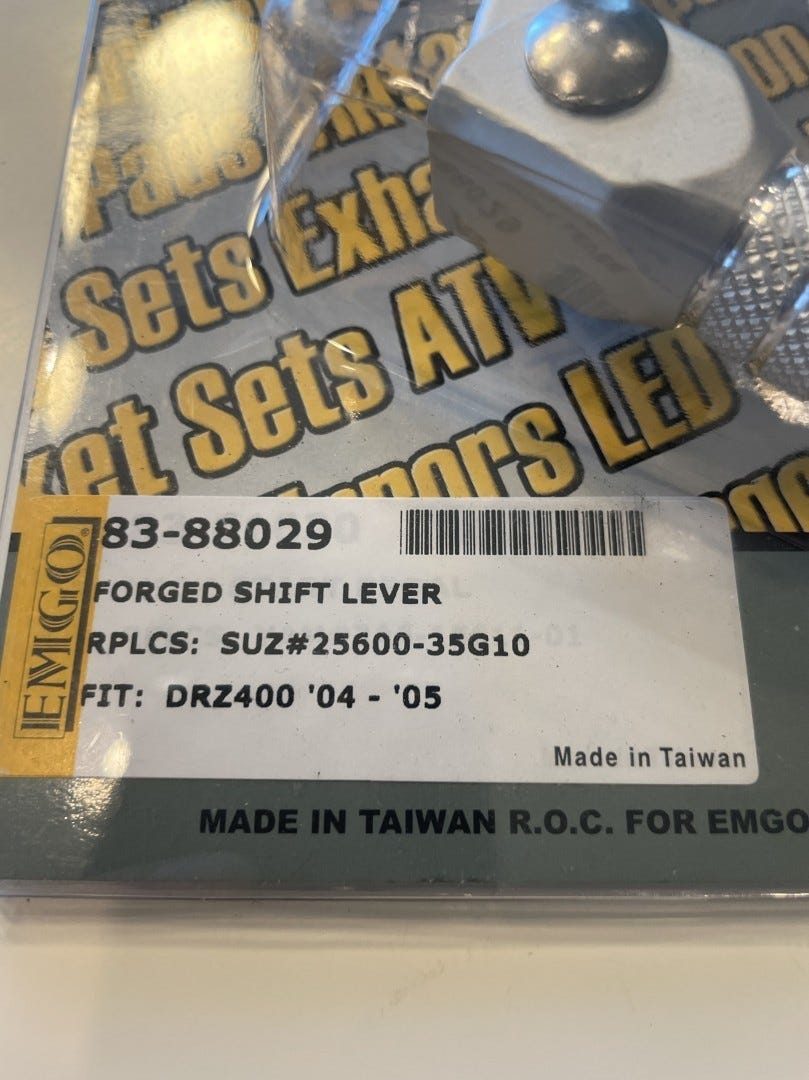 Pads
Sets Exha
ket Sets ATV
LED
EMGO®
83-88029
FORGED SHIFT LEVER
RPLCS: SUZ#25600-35G10
FIT: DRZ400 '04 - '05
Made in Taiwan
MADE IN TAIWAN R.O.C. FOR EMGO